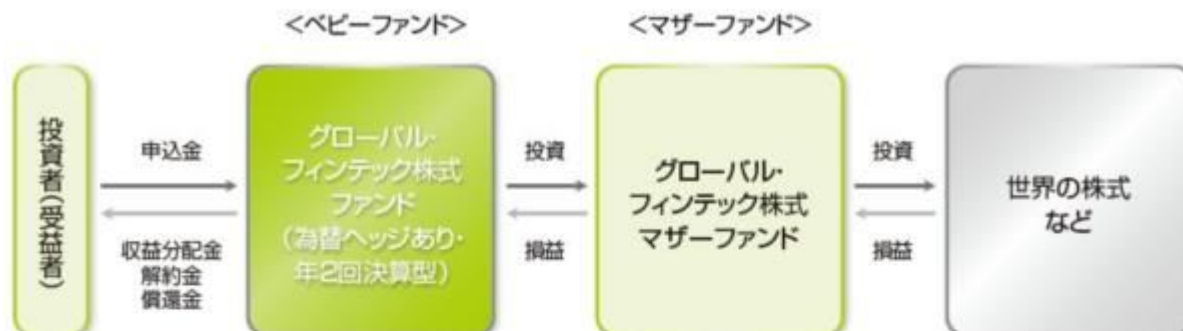 <ベビーファンド>
<マザーファンド>
投資者(受益者)
申込金
収益分配金
解約金
償還金
グローバル・
フィンテック株式
ファンド
(為替ヘッジあり・
年2回決算型)
投資
損益
グローバル・
フィンテック株式
マザーファンド
投資
損益
世界の株式
など